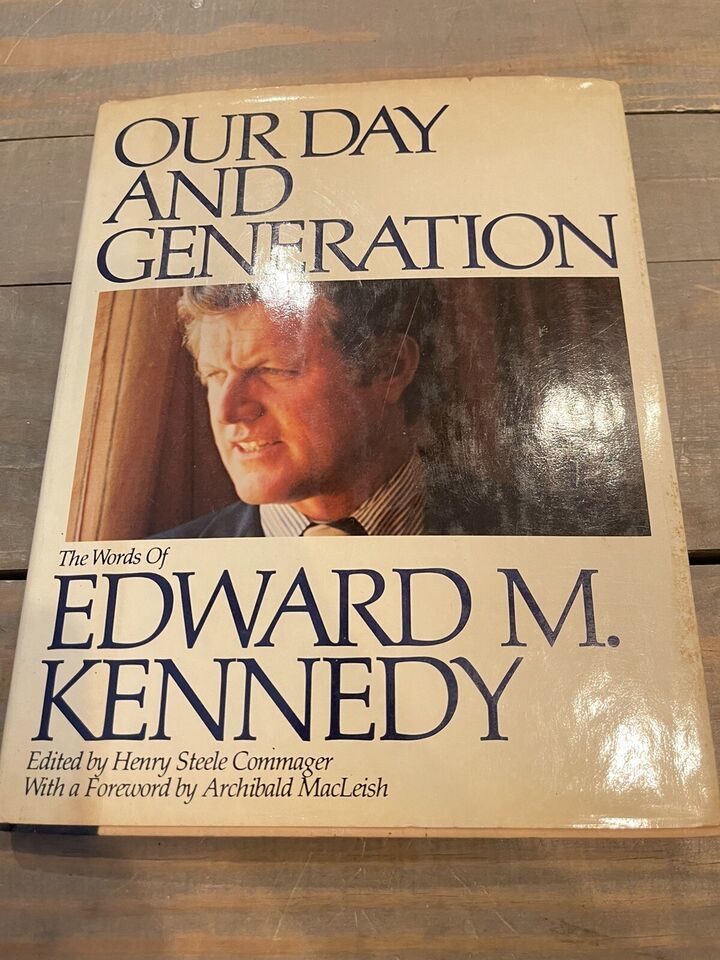 OUR DAY
AND
GENERATION
The Words Of
EDWARD M.
KENNEDY
Edited by Henry Steele Commager
With a Foreword by Archibald MacLeish